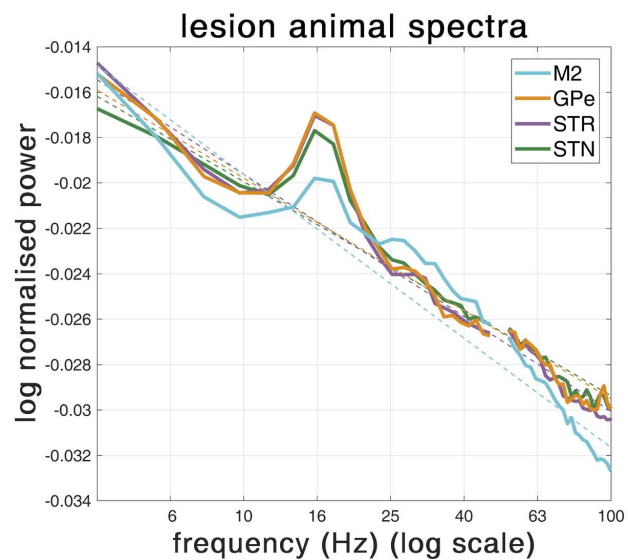 lesion animal spectra
-0.014
-0.016
-0.018
-0.02
-0.022
-0.024
-0.026
-0.028
-0.03
-0.032
-0.034
log normalised power
M2
GPe
STR
STN
6 10 16 25 40 63 100
frequency (Hz) (log scale)